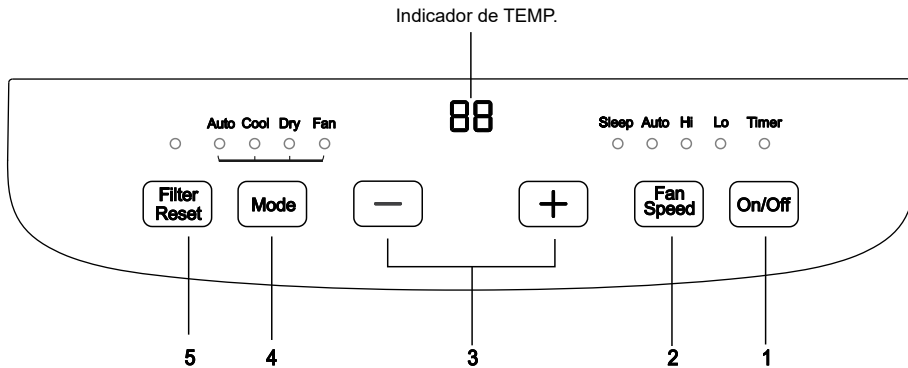 Indicador de TEMP.
88
Auto Cool Dry Fan
Sleep Auto Hi Lo Timer
Filter
Reset
Mode
−
+
Fan
Speed
On/Off
5 4 3 2 1